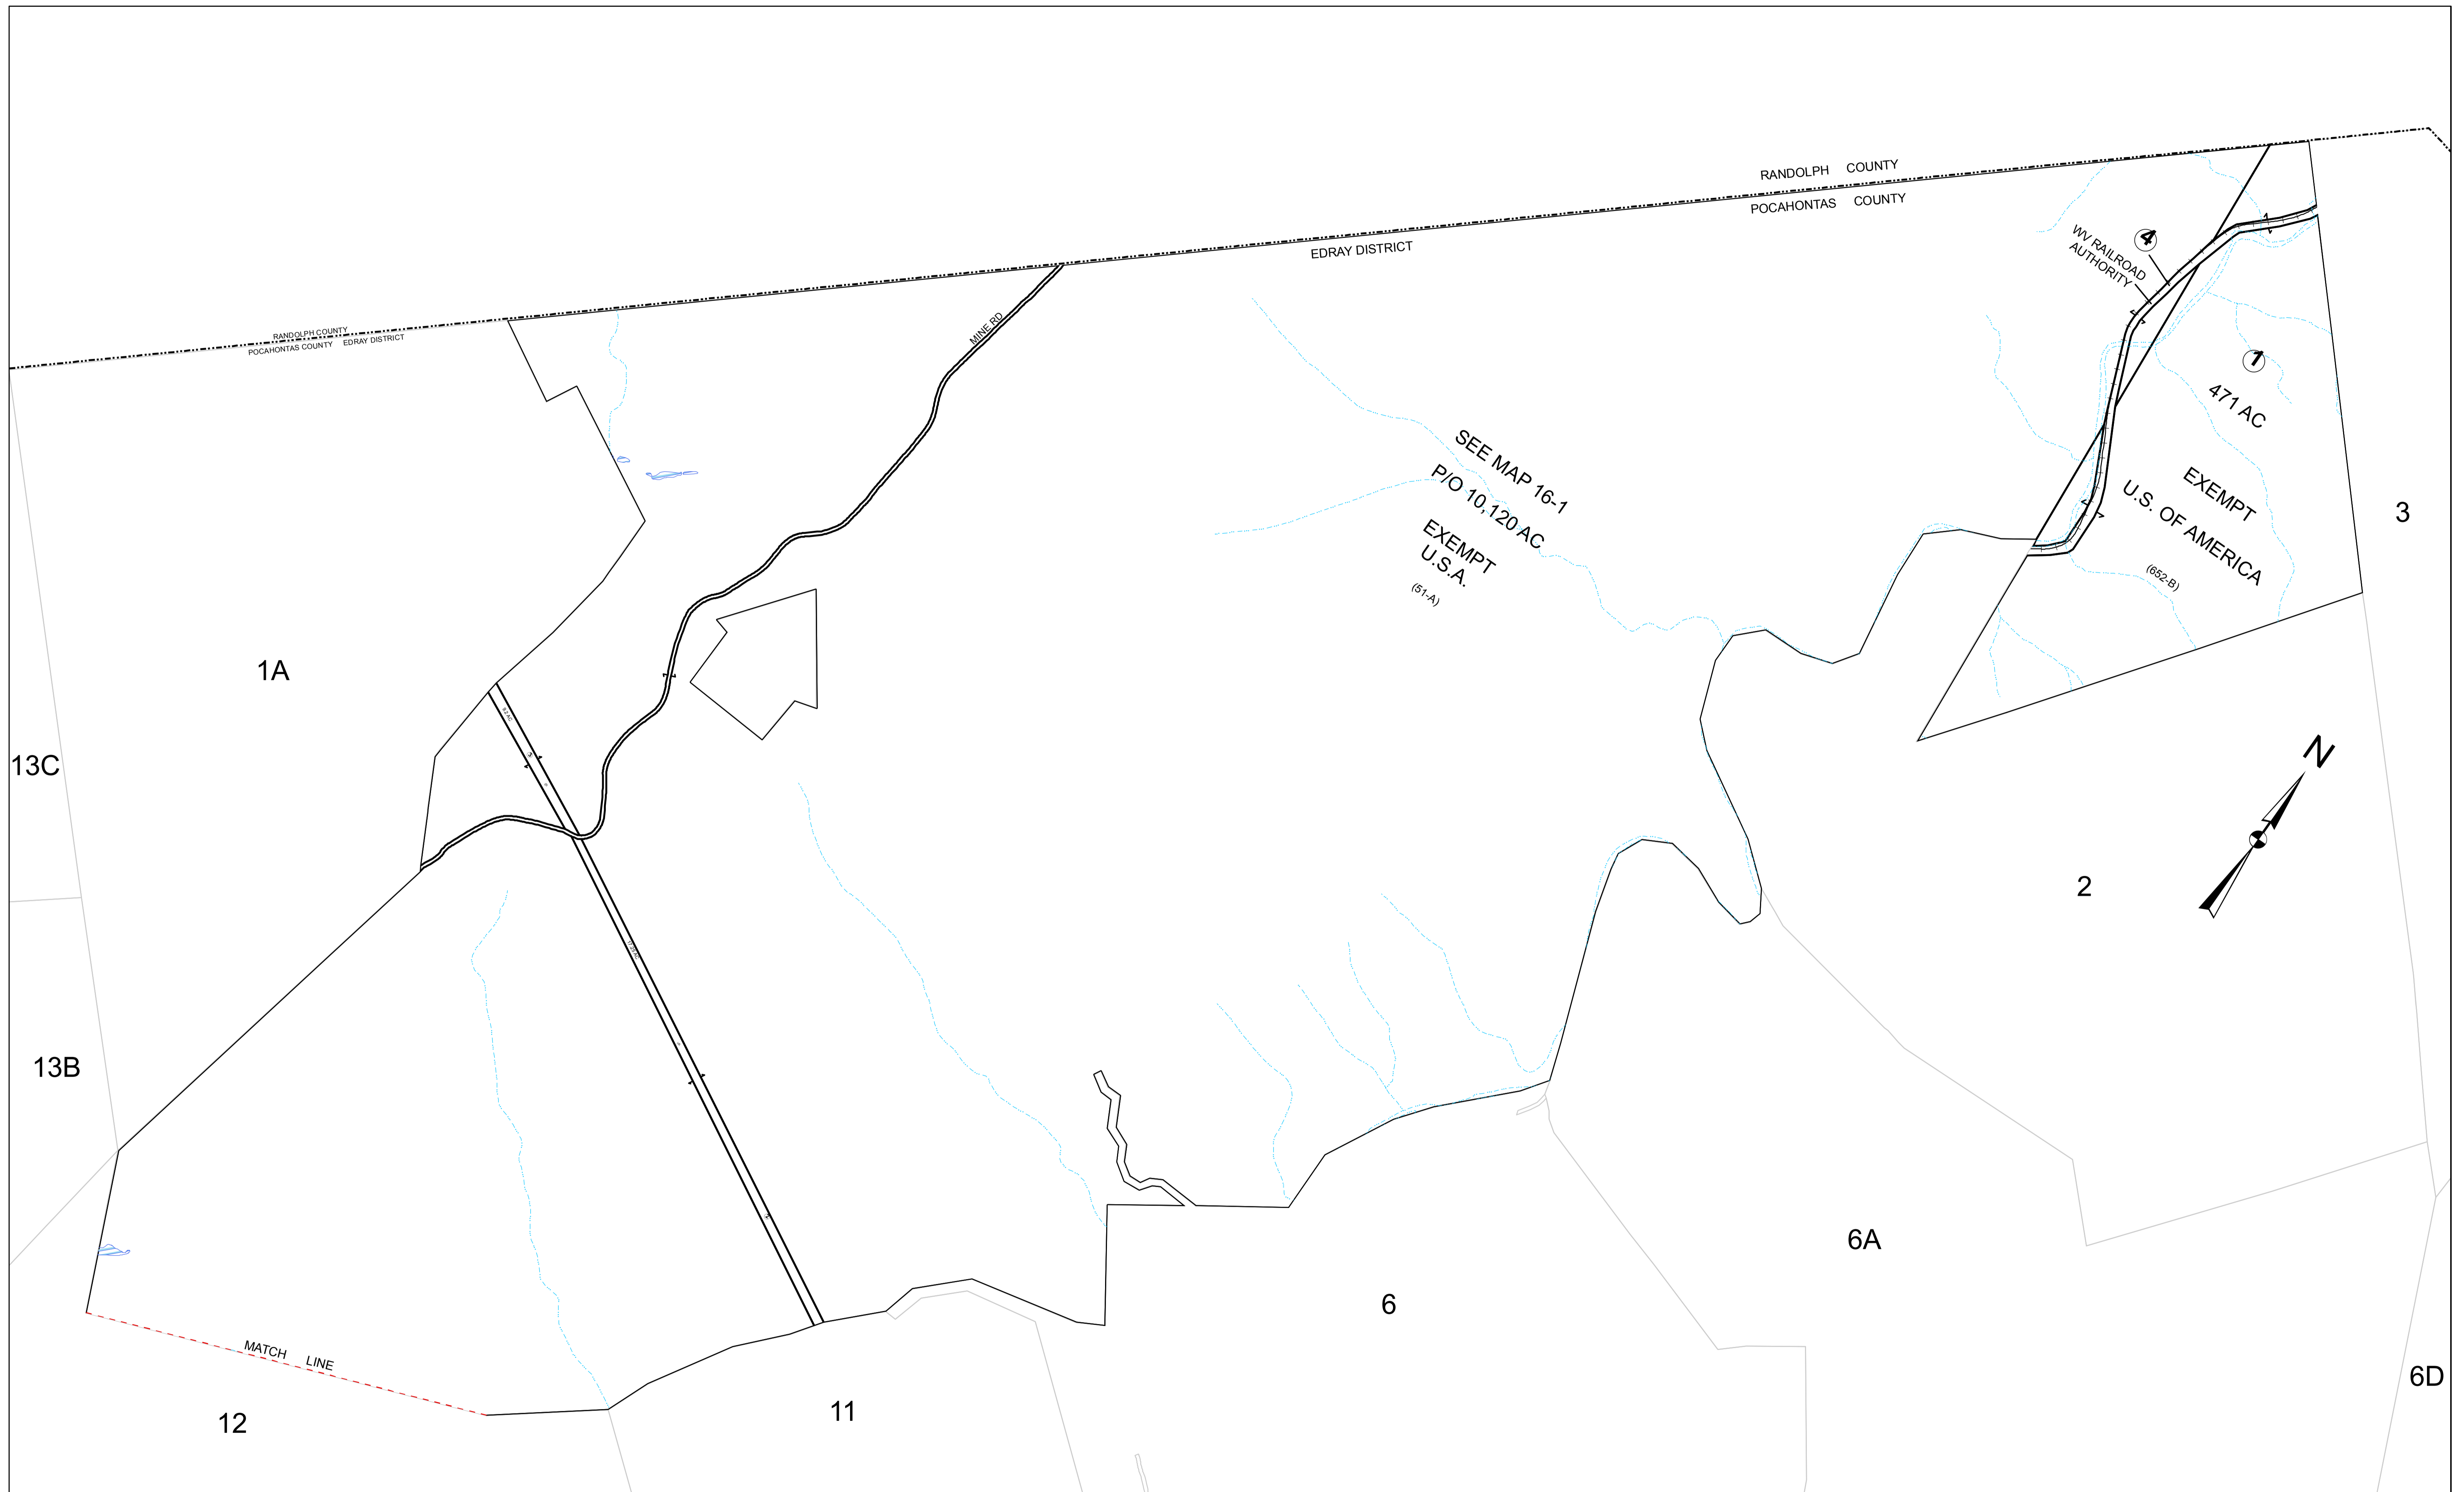 RANDOLPH COUNTY
POCAHONTAS COUNTY
EDRAY DISTRICT
RANDOLPH COUNTY
POCAHONTAS COUNTY EDRAY DISTRICT
MINE RD
4
WV RAILROAD
AUTHORITY
1
471 AC
EXEMPT
U.S. OF AMERICA
(652-B)
3
SEE MAP 16-1
P/O 10,120 AC
EXEMPT
U.S.A.
(51-A)
1A
13C
N
2
13B
6A
6
MATCH LINE
12
11
6D